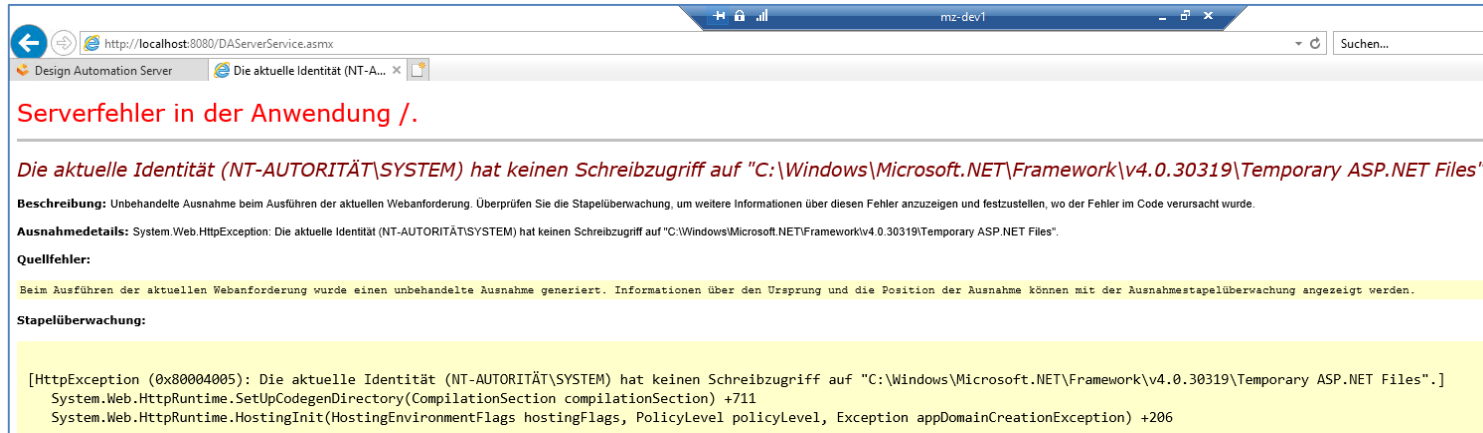 mz-dev1
http://localhost:8080/DAServerService.asmx
Suchen...
Design Automation Server
Die aktuelle Identität (NT-A...
Serverfehler in der Anwendung /.
Die aktuelle Identität (NT-AUTORITÄT\SYSTEM) hat keinen Schreibzugriff auf "C:\Windows\Microsoft.NET\Framework\v4.0.30319\Temporary ASP.NET Files"
Beschreibung: Unbehandelte Ausnahme beim Ausführen der aktuellen Webanforderung. Überprüfen Sie die Stapelüberwachung, um weitere Informationen über diesen Fehler anzuzeigen und festzustellen, wo der Fehler im Code verursacht wurde.
Ausnahmedetails: System.Web.HttpException: Die aktuelle Identität (NT-AUTORITÄT\SYSTEM) hat keinen Schreibzugriff auf "C:\Windows\Microsoft.NET\Framework\v4.0.30319\Temporary ASP.NET Files".
Quellfehler:
Beim Ausführen der aktuellen Webanforderung wurde einen unbehandelte Ausnahme generiert. Informationen über den Ursprung und die Position der Ausnahme können mit der Ausnahmestapelüberwachung angezeigt werden.
Stapelüberwachung:
[HttpException (0x80004005): Die aktuelle Identität (NT-AUTORITÄT\SYSTEM) hat keinen Schreibzugriff auf "C:\Windows\Microsoft.NET\Framework\v4.0.30319\Temporary ASP.NET Files".]
System.Web.HttpRuntime.SetUpCodegenDirectory(CompilationSection compilationSection) +711
System.Web.HttpRuntime.HostingInit(HostingEnvironmentFlags hostingFlags, PolicyLevel policyLevel, Exception appDomainCreationException) +206